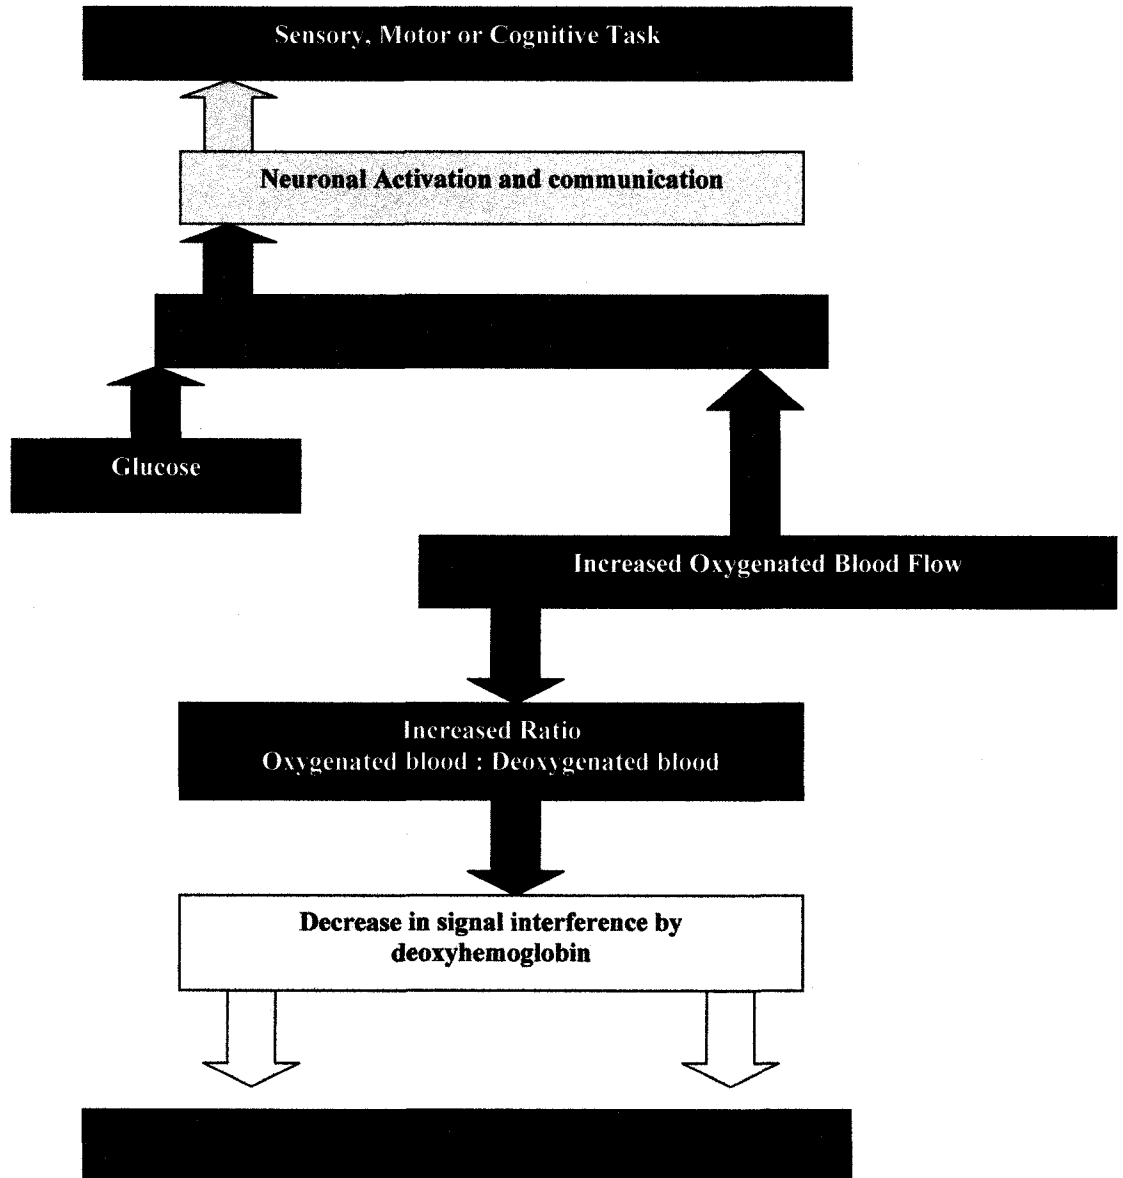 Sensory, Motor or Cognitive Task
Neuronal Activation and communication
Glucose
Increased Oxygenated Blood Flow
Increased Ratio
Oxygenated blood : Deoxygenated blood
Decrease in signal interference by
deoxyhemoglobin